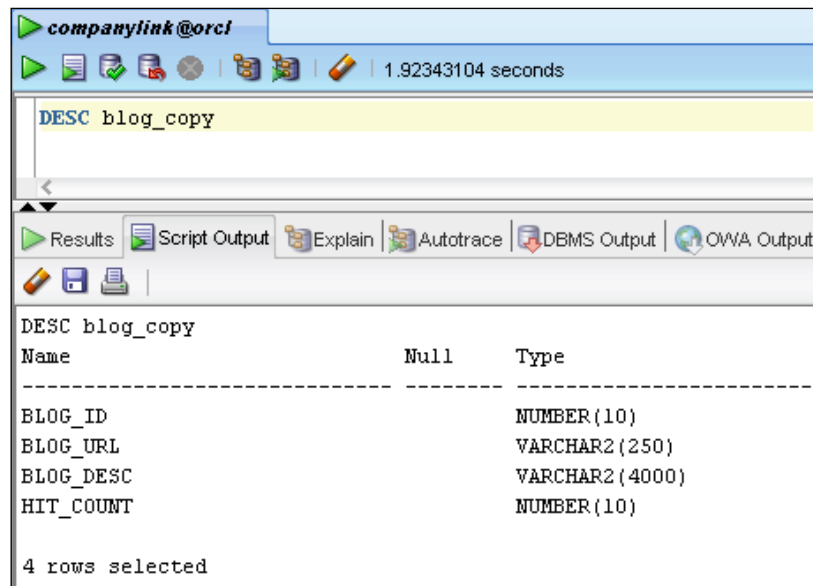 companylink@orcl
1.92343104 seconds
DESC blog_copy
Results Script Output Explain Autotrace DBMS Output OWA Output
DESC blog_copy
Name Null Type
------------------------------ -------- ------------------------
BLOG_ID NUMBER(10)
BLOG_URL VARCHAR2(250)
BLOG_DESC VARCHAR2(4000)
HIT_COUNT NUMBER(10)
4 rows selected